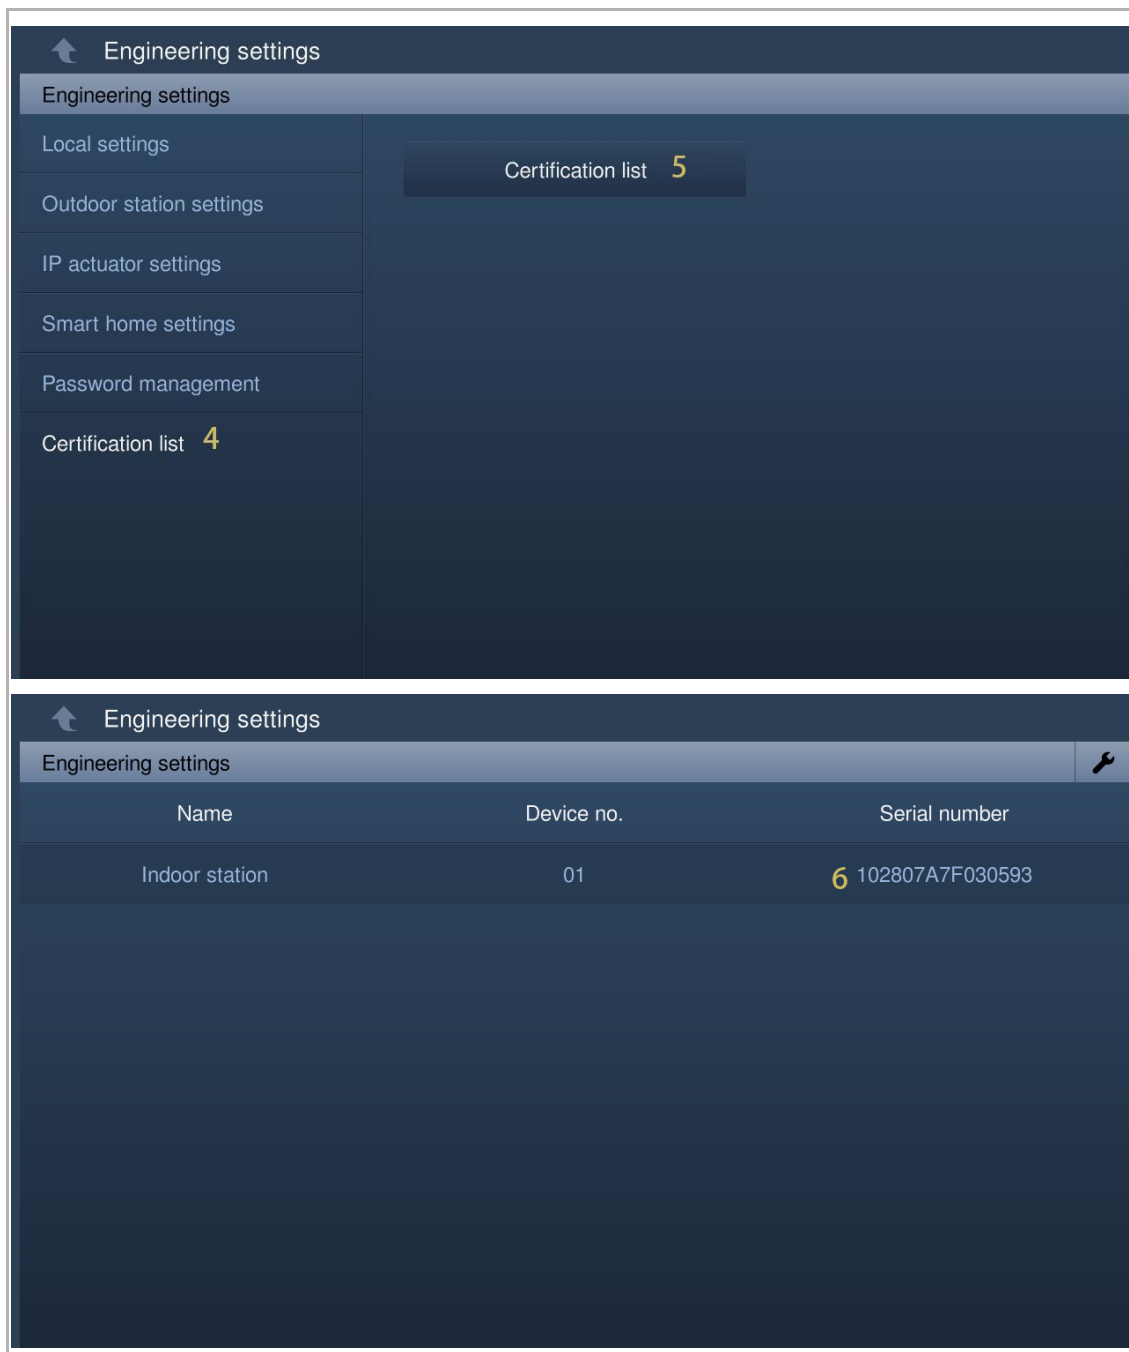 Engineering settings
Engineering settings
Local settings
Outdoor station settings
IP actuator settings
Smart home settings
Password management
Certification list 4
Certification list 5
Engineering settings
Engineering settings
Name Device no. Serial number
Indoor station 01 6 102807A7F030593